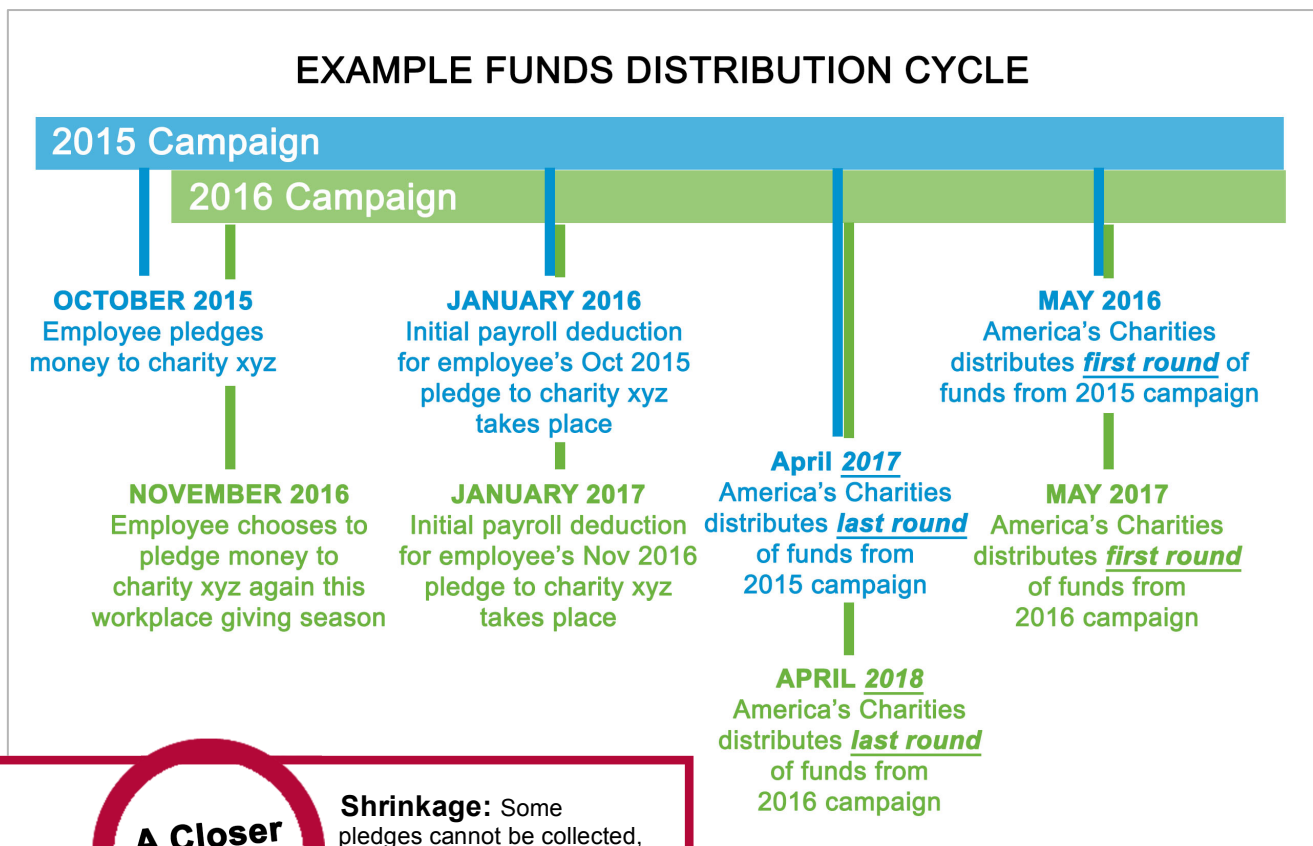 EXAMPLE FUNDS DISTRIBUTION CYCLE
2015 Campaign
2016 Campaign
OCTOBER 2015
Employee pledges
money to charity xyz
NOVEMBER 2016
Employee chooses to
pledge money to
charity xyz again this
workplace giving season
JANUARY 2016
Initial payroll deduction
for employee's Oct 2015
pledge to charity xyz
takes place
JANUARY 2017
Initial payroll deduction
for employee's Nov 2016
pledge to charity xyz
takes place
April 2017
America's Charities
distributes last round
of funds from
2015 campaign
APRIL 2018
America's Charities
distributes last round
of funds from
2016 campaign
MAY 2016
America's Charities
distributes first round of
funds from 2015 campaign
MAY 2017
America's Charities
distributes first round
of funds from
2016 campaign
A Closer
Shrinkage: Some
pledges cannot be collected,